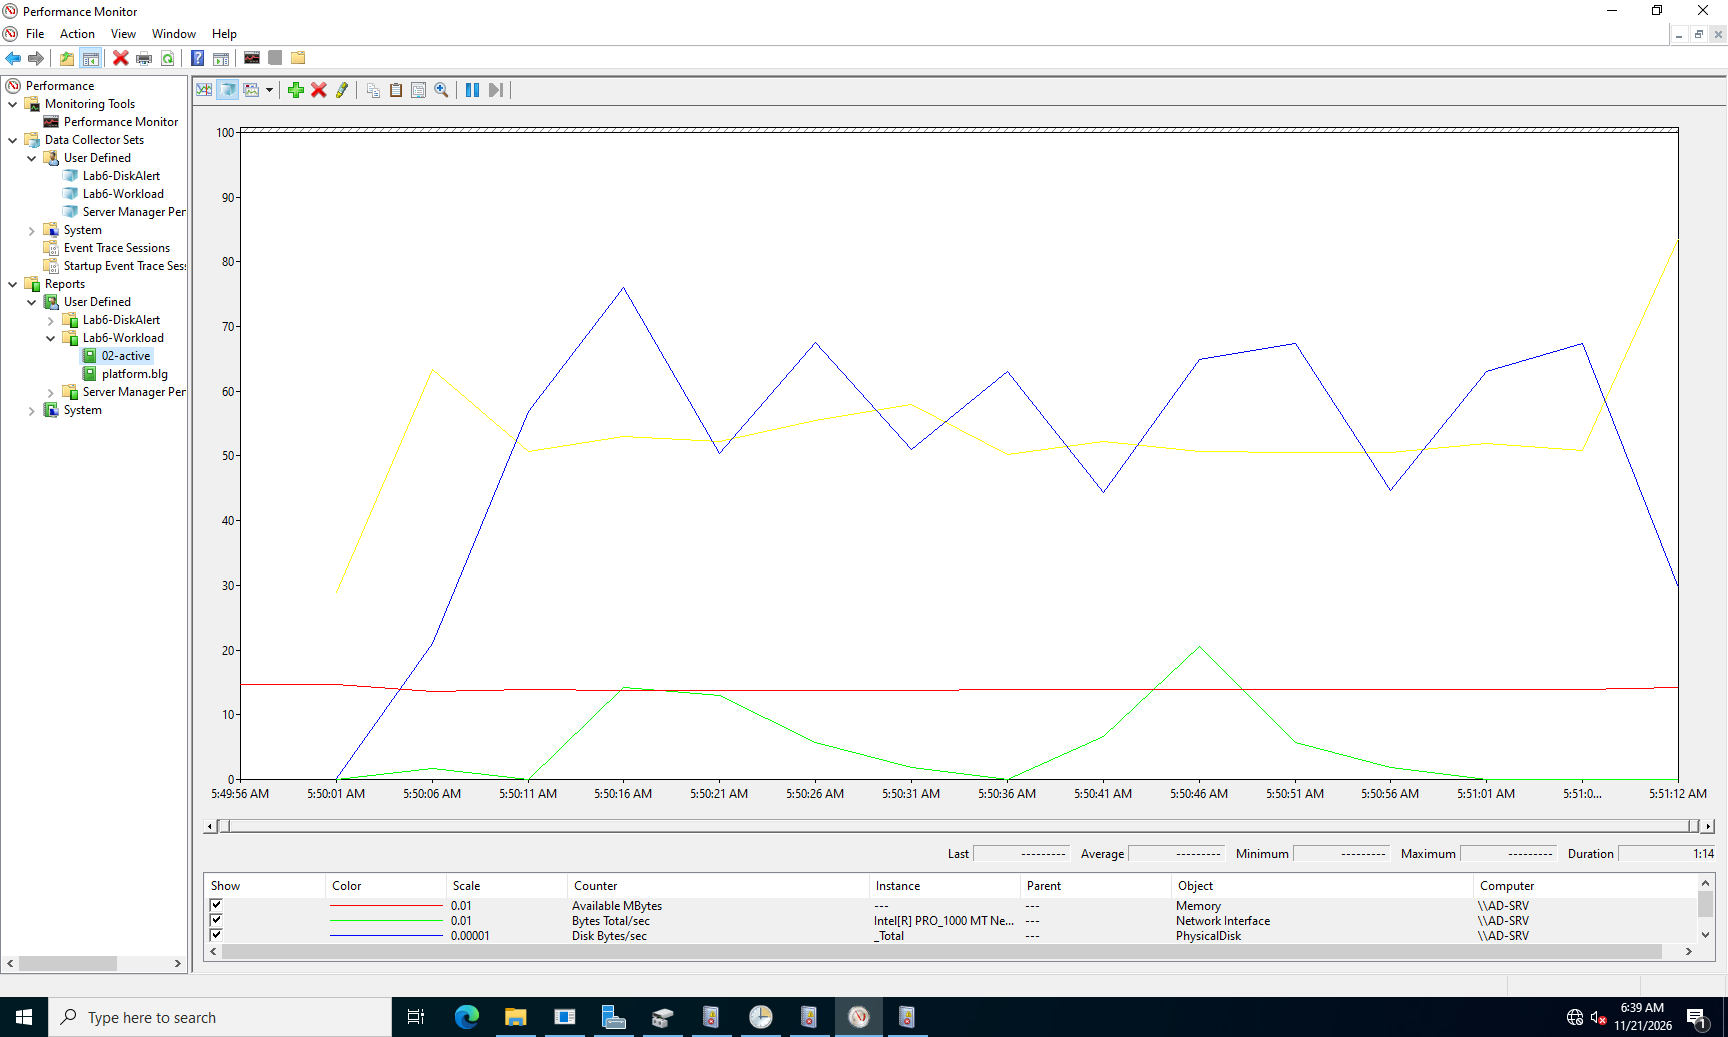 Performance Monitor
File Action View Window Help
Performance
Monitoring Tools
Performance Monitor
Data Collector Sets
User Defined
Lab6-DiskAlert
Lab6-Workload
Server Manager Per
System
Event Trace Sessions
Startup Event Trace Ses
Reports
User Defined
Lab6-DiskAlert
Lab6-Workload
02-active
platform.blg
Server Manager Per
System
100
90
80
70
60
50
40
30
20
10
0
5:49:56 AM 5:50:01 AM 5:50:06 AM 5:50:11 AM 5:50:16 AM 5:50:21 AM 5:50:26 AM 5:50:31 AM 5:50:36 AM 5:50:41 AM 5:50:46 AM 5:50:51 AM 5:50:56 AM 5:51:01 AM 5:51:0... 5:51:12 AM
Last --------- Average --------- Minimum --------- Maximum --------- Duration 1:14
Show Color Scale Counter Instance Parent Object Computer
0.01 Available MBytes --- --- Memory \\AD-SRV
0.01 Bytes Total/sec Intel[R] PRO_1000 MT Ne... --- Network Interface \\AD-SRV
0.00001 Disk Bytes/sec _Total --- PhysicalDisk \\AD-SRV
Type here to search
6:39 AM
11/21/2026
1